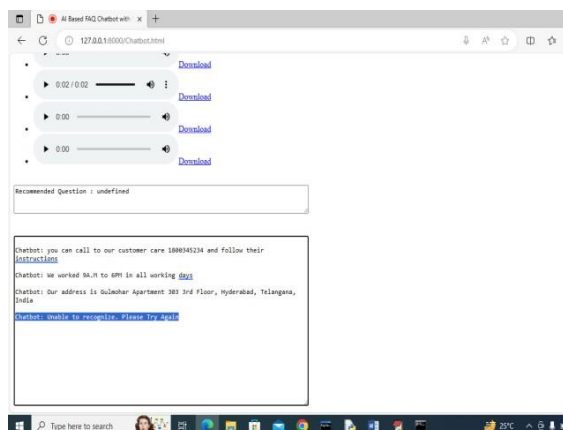 AI Based FAQ Chatbot with
127.0.0.1:8000/Chatbot.html
0:00
Download
0:02 / 0:02
Download
0:00
Download
0:00
Download
Recommended Question : undefined
Chatbot: you can call to our customer care 1800345234 and follow their
instructions
Chatbot: We worked 9A.M to 6PM in all working days
Chatbot: Our address is Gulmohar Apartment 303 3rd Floor, Hyderabad, Telangana,
India
Chatbot: Unable to recognize. Please Try Again
Type here to search
25°C